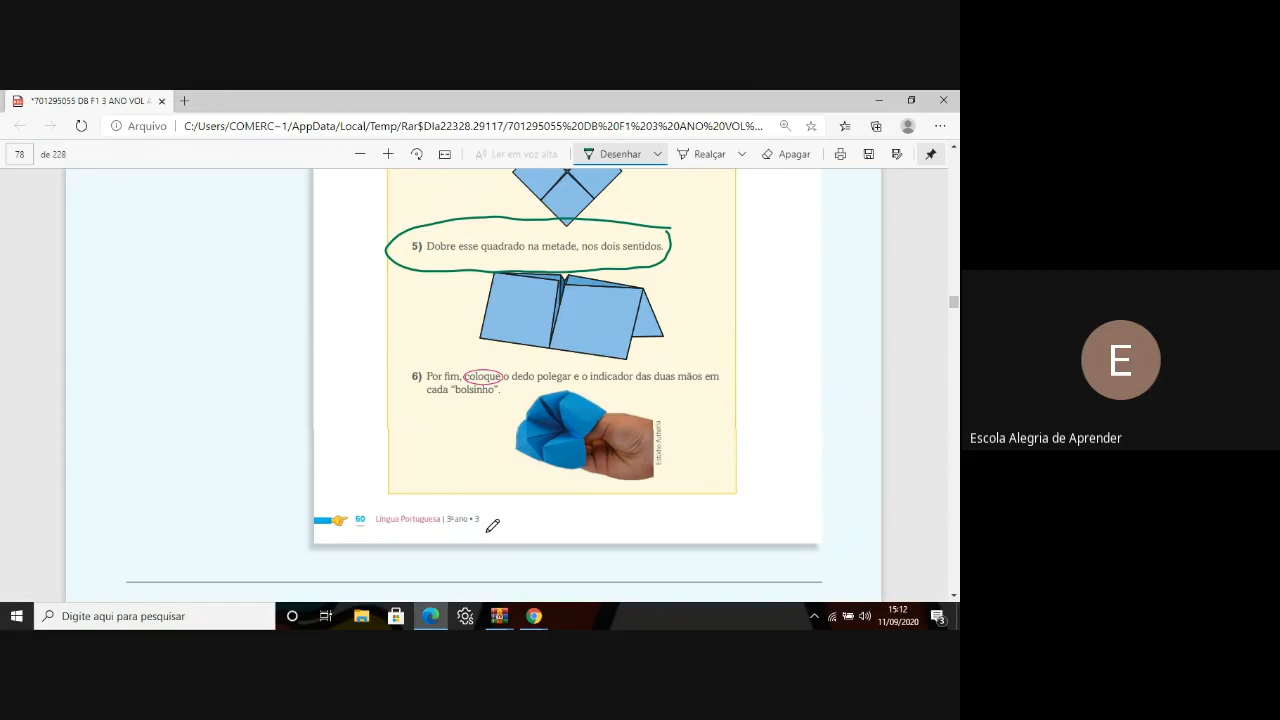 *701295055 DB F1 3 ANO VOL A
Arquivo
C:/Users/COMERC~1/AppData/Local/Temp/Rar$DIa22328.29117/701295055%20DB%20F1%203%20ANO%20VOL%...
78 de 228
Ler em voz alta
Desenhar
Realçar
Apagar
5) Dobre esse quadrado na metade, nos dois sentidos.
6) Por fim, coloque o dedo polegar e o indicador das duas mãos em
cada “bolsinho”.
Estúdio Authoria
60 Língua Portuguesa | 3º ano • 3
Digite aqui para pesquisar
15:12
11/09/2020
3
E
Escola Alegria de Aprender